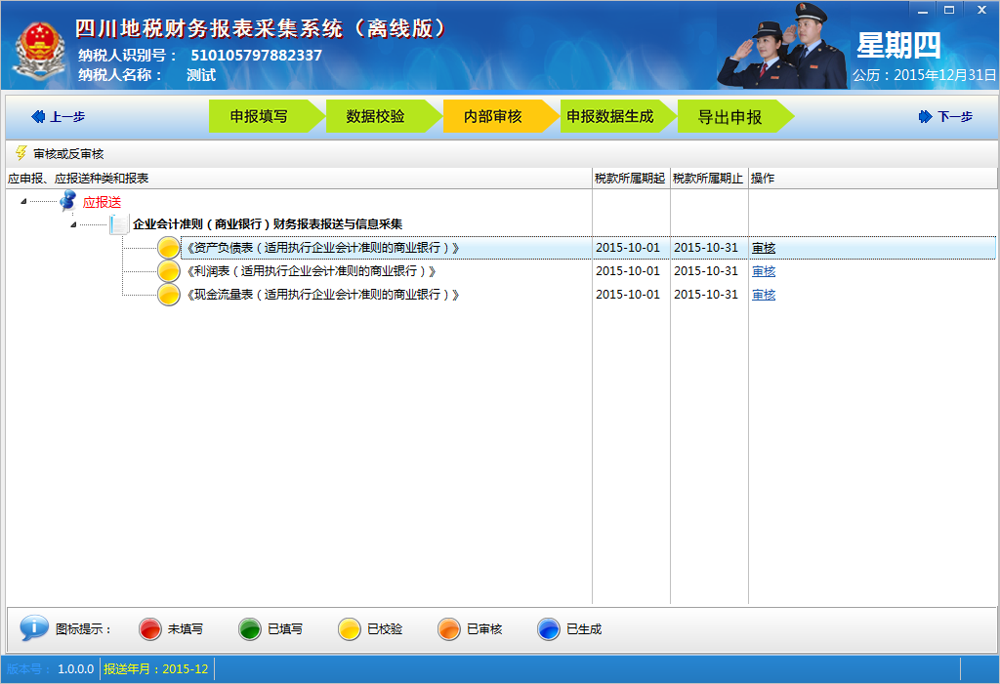 四川地税财务报表采集系统（离线版）
纳税人识别号： 510105797882337
纳税人名称： 测试
星期四
公历：2015年12月31日
上一步 申报填写 数据校验 内部审核 申报数据生成 导出申报 下一步
审核或反审核
应申报、应报送种类和报表 税款所属期起 税款所属期止 操作
应报送
企业会计准则（商业银行）财务报表报送与信息采集
《资产负债表（适用执行企业会计准则的商业银行）》 2015-10-01 2015-10-31 审核
《利润表（适用执行企业会计准则的商业银行）》 2015-10-01 2015-10-31 审核
《现金流量表（适用执行企业会计准则的商业银行）》 2015-10-01 2015-10-31 审核
图标提示： 未填写 已填写 已校验 已审核 已生成
版本号： 1.0.0.0 报送年月：2015-12